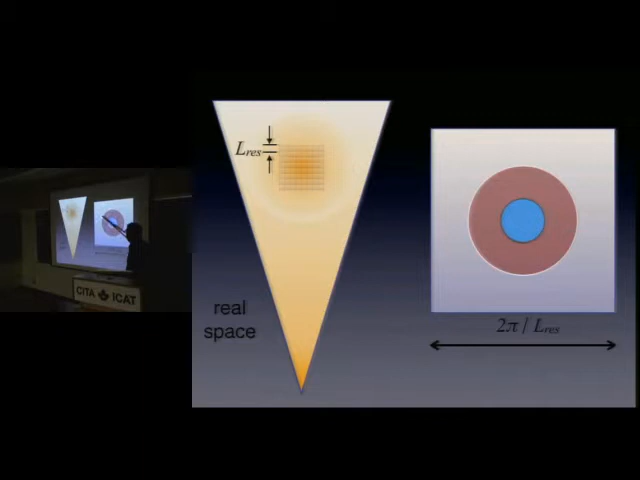 L_res
real
space
2π / L_res
CITA ICAT